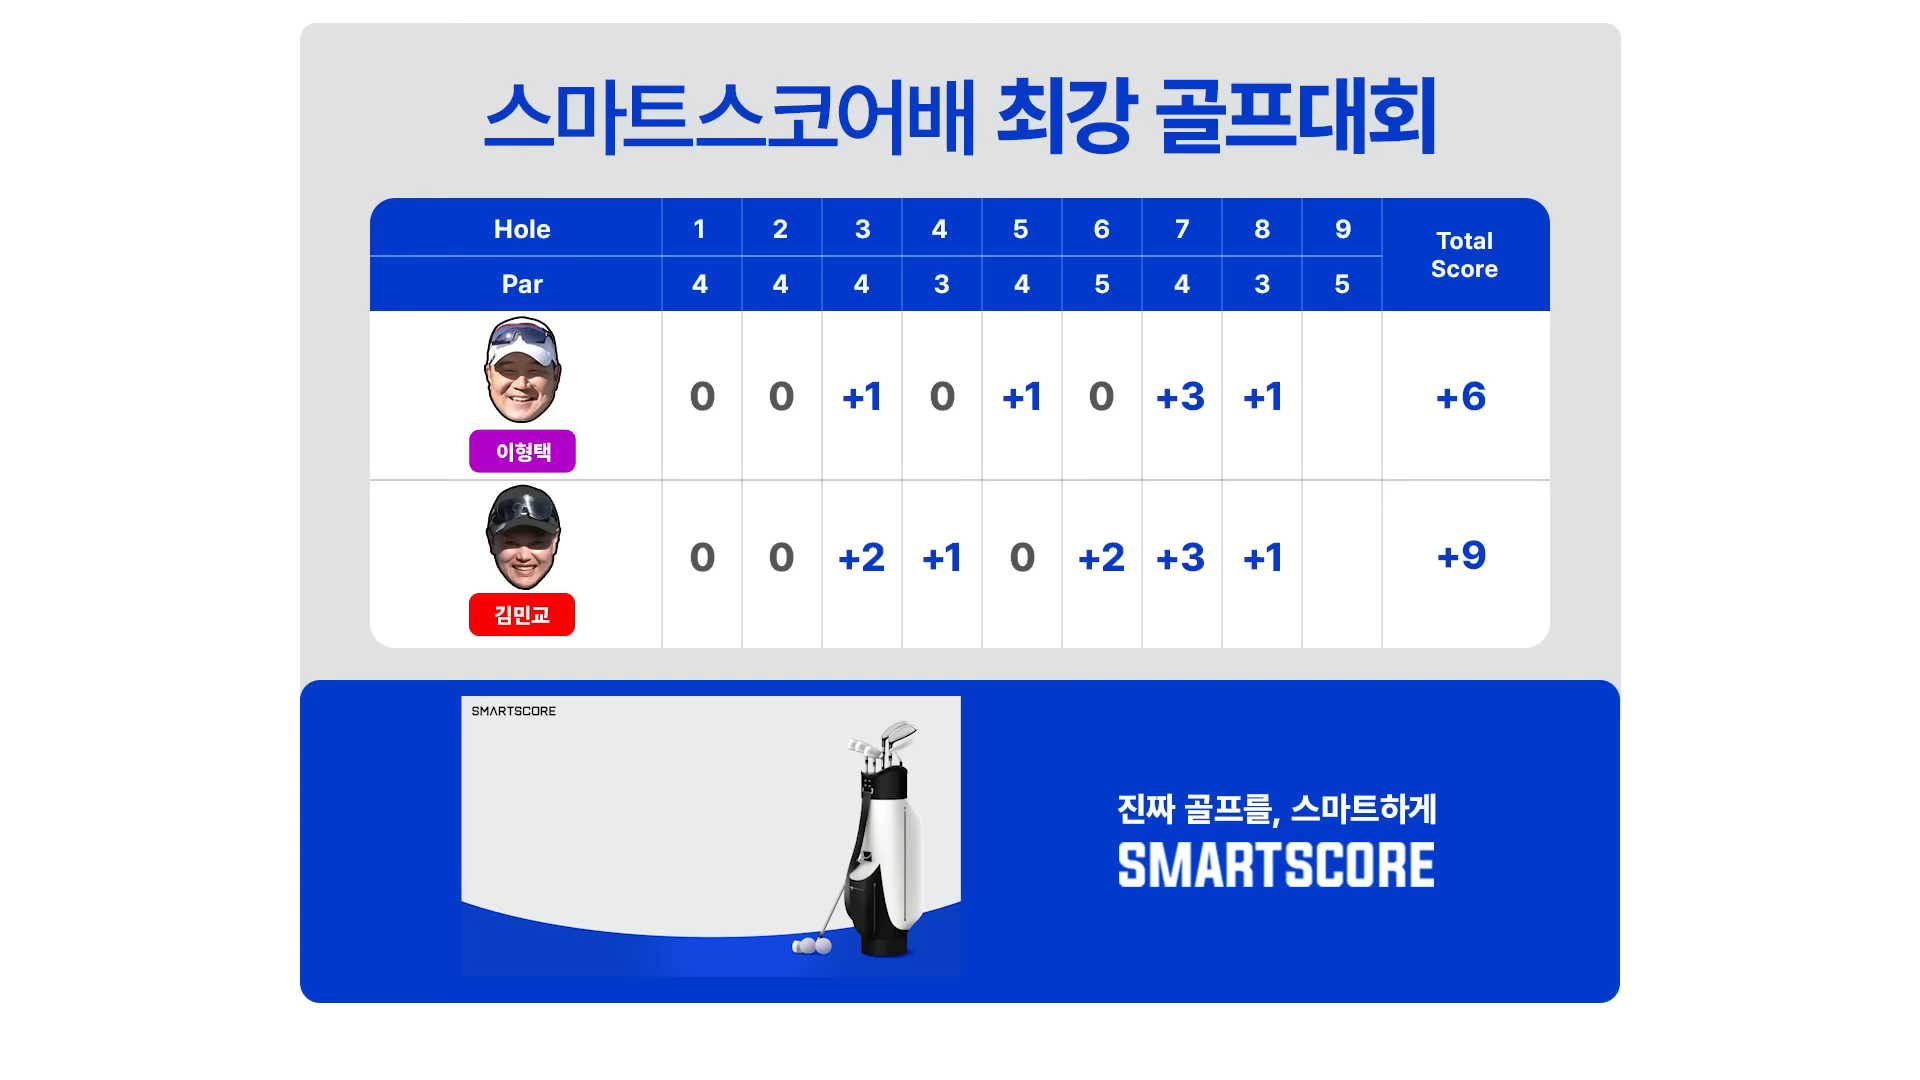 스마트스코어배 최강 골프대회
Hole 1 2 3 4 5 6 7 8 9 Total Score
Par 4 4 4 3 4 5 4 3 5
이형택 0 0 +1 0 +1 0 +3 +1 +6
김민교 0 0 +2 +1 0 +2 +3 +1 +9
SMARTSCORE
진짜 골프를, 스마트하게
SMARTSCORE